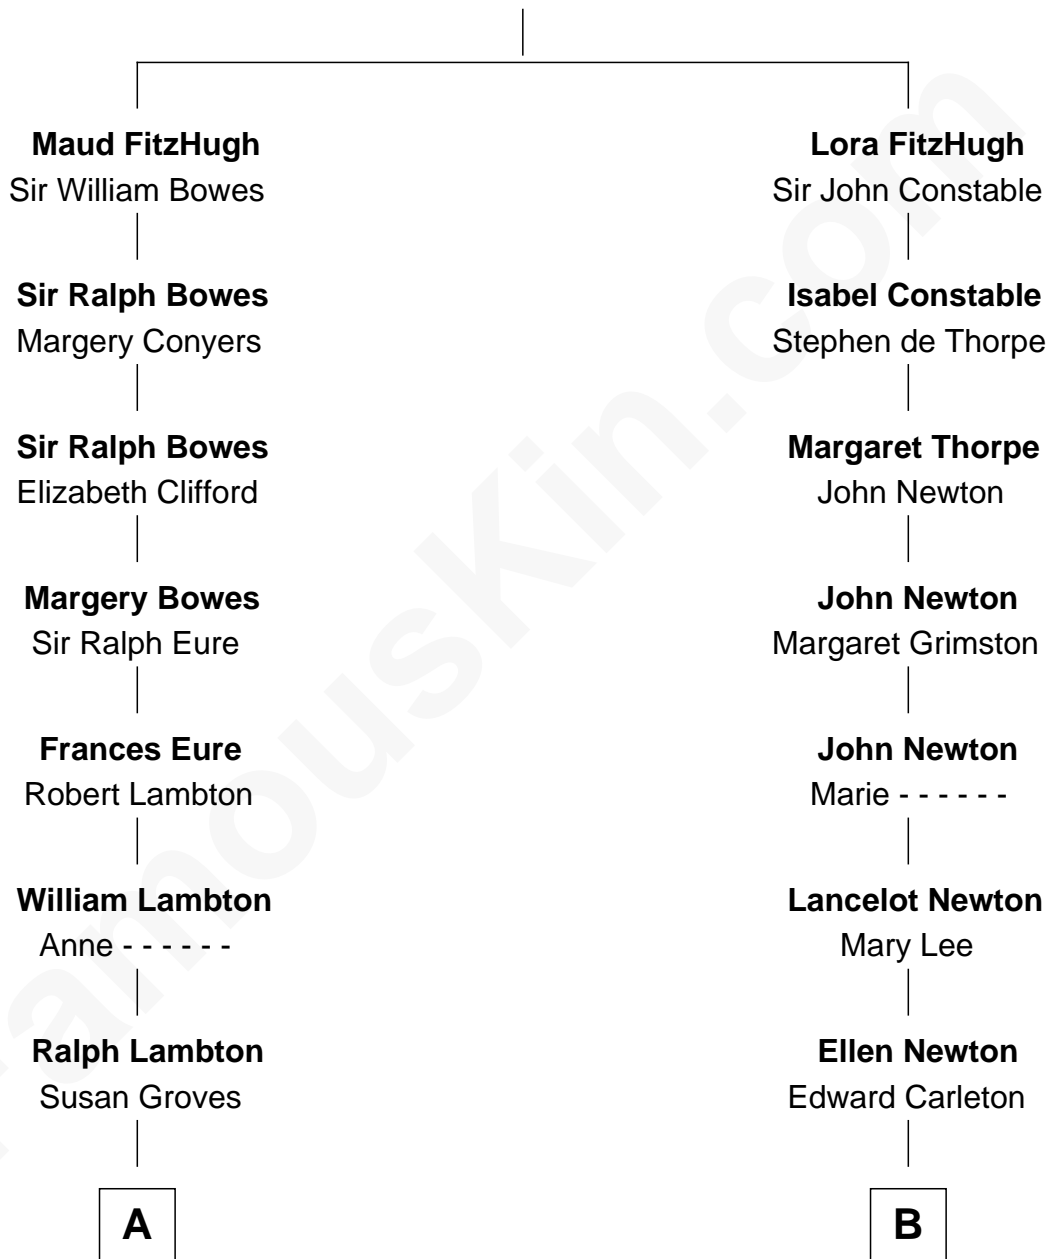 Maud FitzHugh
Sir William Bowes
Sir Ralph Bowes
Margery Conyers
Sir Ralph Bowes
Elizabeth Clifford
Margery Bowes
Sir Ralph Eure
Frances Eure
Robert Lambton
William Lambton
Anne - - - - - -
Ralph Lambton
Susan Groves
A
Lora FitzHugh
Sir John Constable
Isabel Constable
Stephen de Thorpe
Margaret Thorpe
John Newton
John Newton
Margaret Grimston
John Newton
Marie - - - - - -
Lancelot Newton
Mary Lee
Ellen Newton
Edward Carleton
B
FamousKin.com